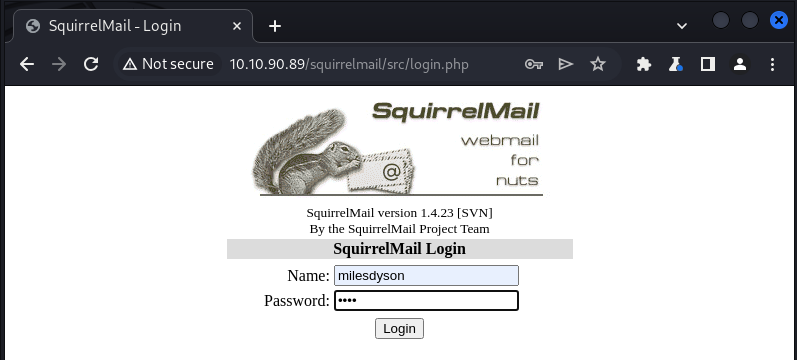 SquirrelMail - Login
Not secure 10.10.90.89/squirrelmail/src/login.php
SquirrelMail
webmail
for
nuts
@
SquirrelMail version 1.4.23 [SVN]
By the SquirrelMail Project Team
SquirrelMail Login
Name: milesdyson
Password: ••••
Login